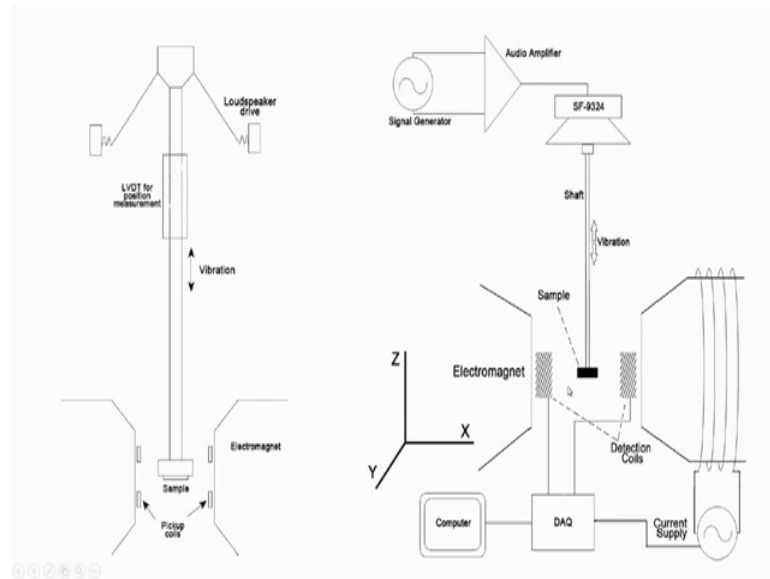 Loudspeaker
drive
LVDT for
position
measurement
Vibration
Electromagnet
Sample
Pickup
coils
Audio Amplifier
Signal Generator
SF-9324
Shaft
Vibration
Sample
Electromagnet
Z
X
Y
Detection
Coils
Computer
DAQ
Current
Supply